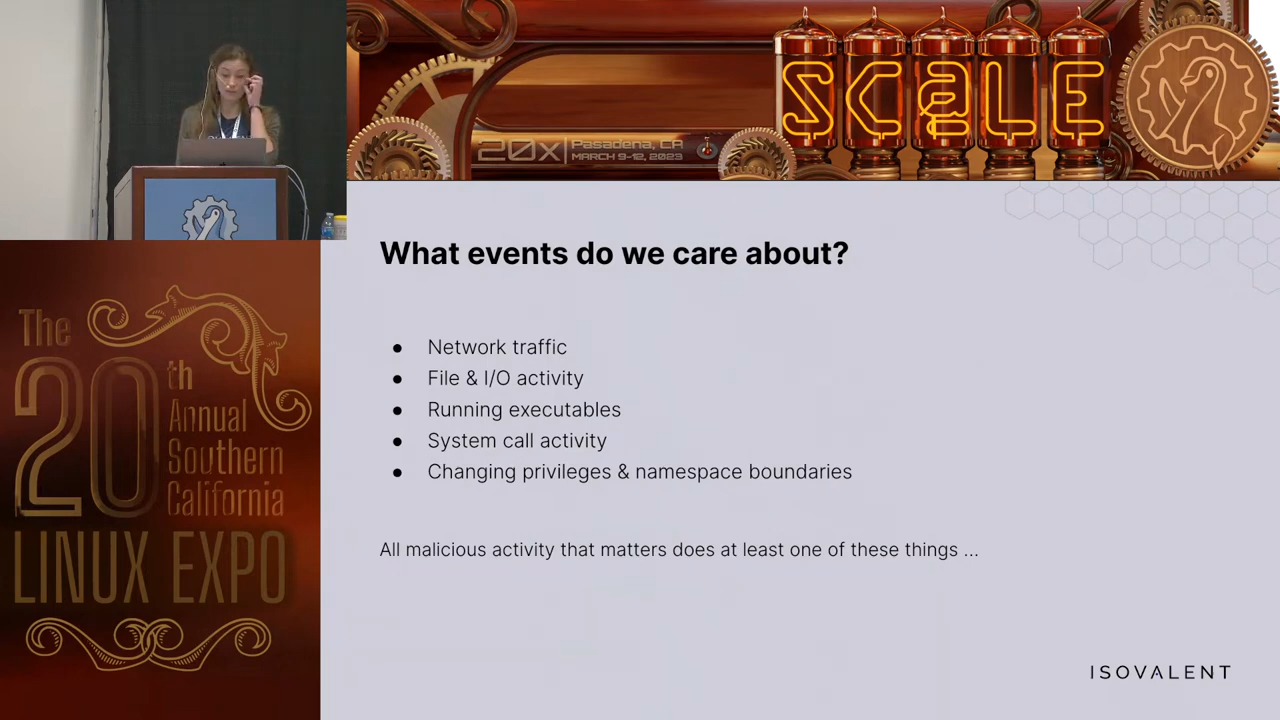 SCaLE
20x
Pasadena, CA
MARCH 9-12, 2023
The
20th
Annual
Southern
California
LINUX EXPO
What events do we care about?
● Network traffic
● File & I/O activity
● Running executables
● System call activity
● Changing privileges & namespace boundaries
All malicious activity that matters does at least one of these things ...
ISOVALENT